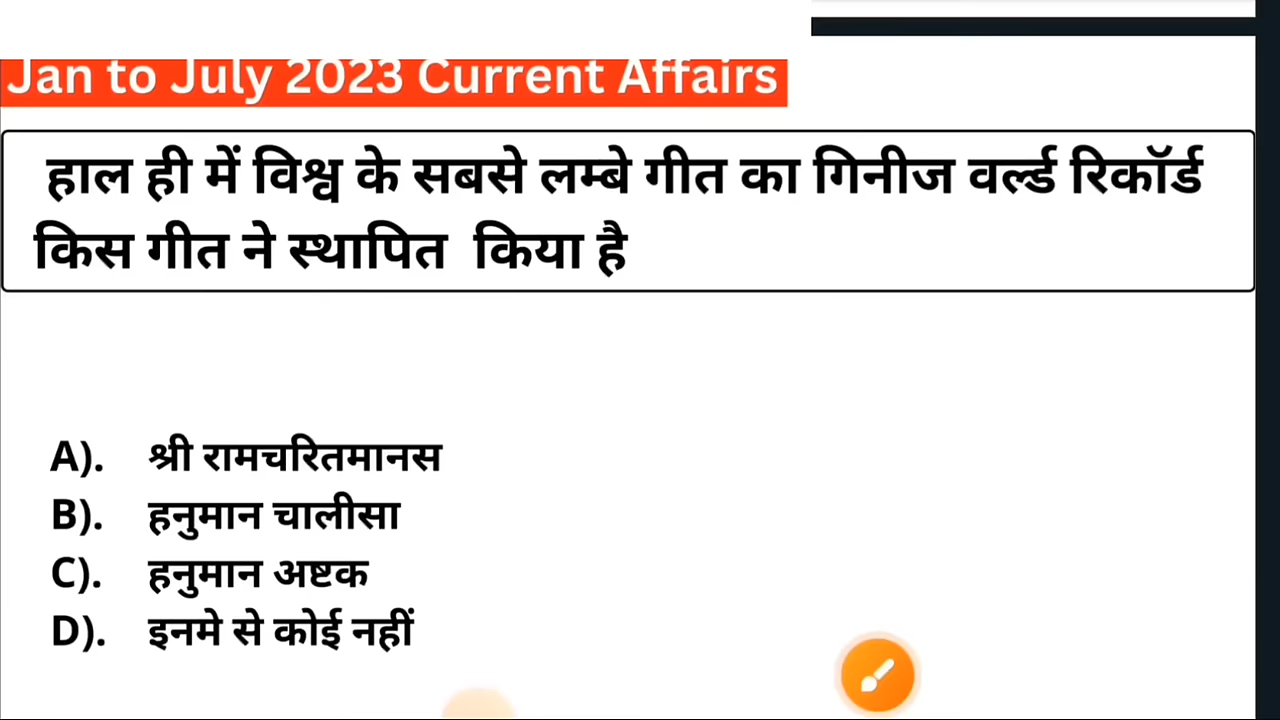 Jan to July 2023 Current Affairs
हाल ही में विश्व के सबसे लम्बे गीत का गिनीज वर्ल्ड रिकॉर्ड
किस गीत ने स्थापित किया है
A). श्री रामचरितमानस
B). हनुमान चालीसा
C). हनुमान अष्टक
D). इनमे से कोई नहीं